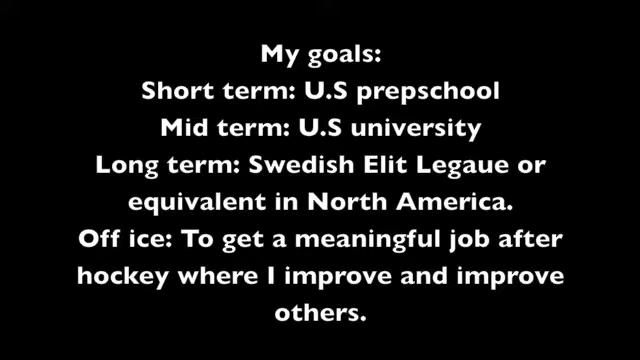 My goals:
Short term: U.S prepschool
Mid term: U.S university
Long term: Swedish Elit Legaue or
equivalent in North America.
Off ice: To get a meaningful job after
hockey where I improve and improve
others.